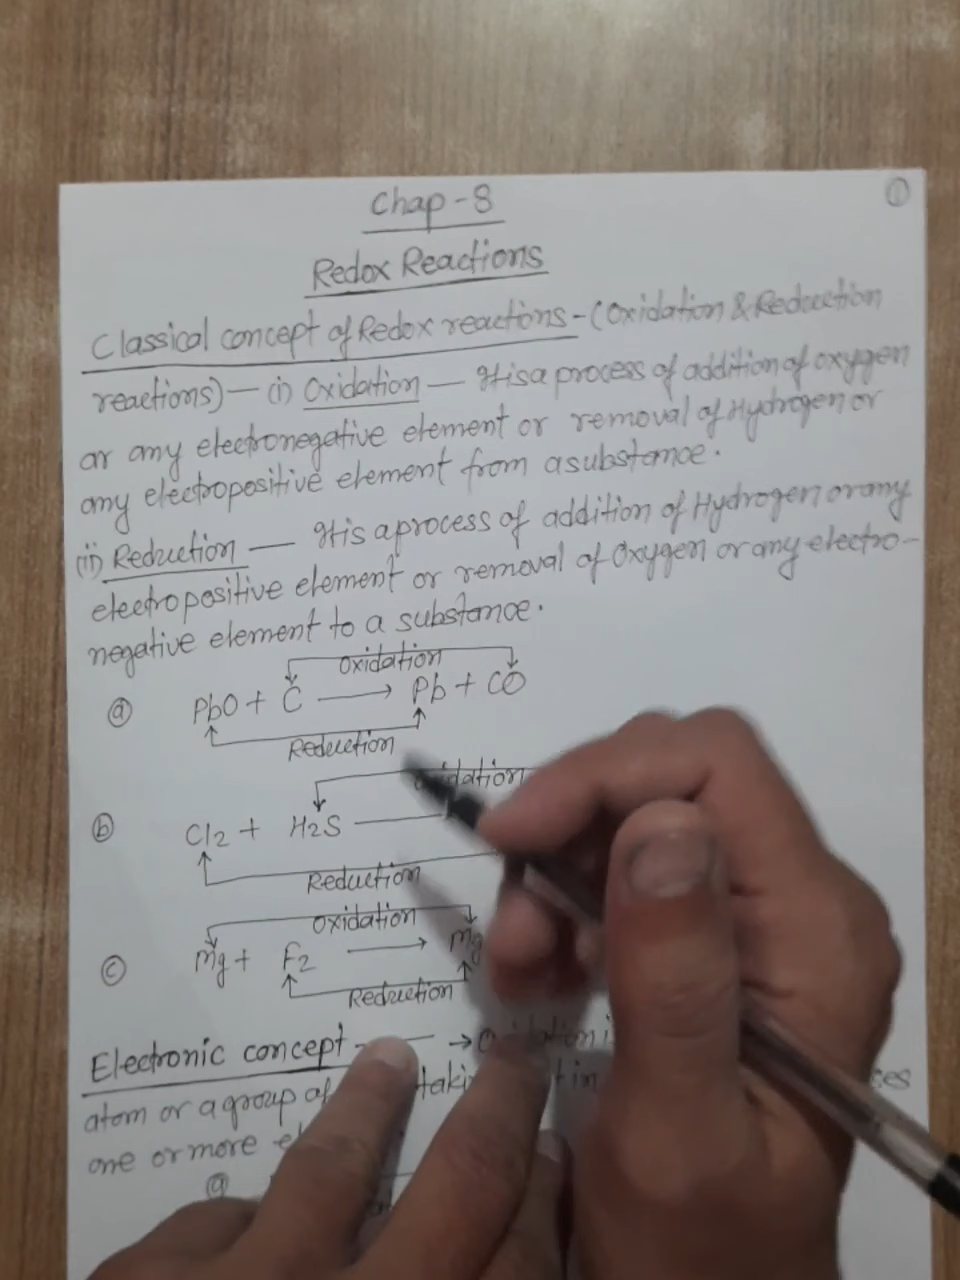 ①
Chap-8
Redox Reactions
Classical concept of Redox reactions-(Oxidation & Reduction
reactions)— (i) Oxidation — It is a process of addition of oxygen
or any electronegative element or removal of Hydrogen or
any electropositive element from a substance.
(ii) Reduction — It is a process of addition of Hydrogen or any
electropositive element or removal of Oxygen or any electro-
negative element to a substance.
Oxidation
ⓐ PbO + C ⟶ Pb + CO
Reduction
Oxidation
ⓑ Cl2 + H2S
Reduction
Oxidation
ⓒ Mg + F2 ⟶ Mg
Reduction
Electronic concept - → Oxidation
atom or a group of
one or more
ⓐ